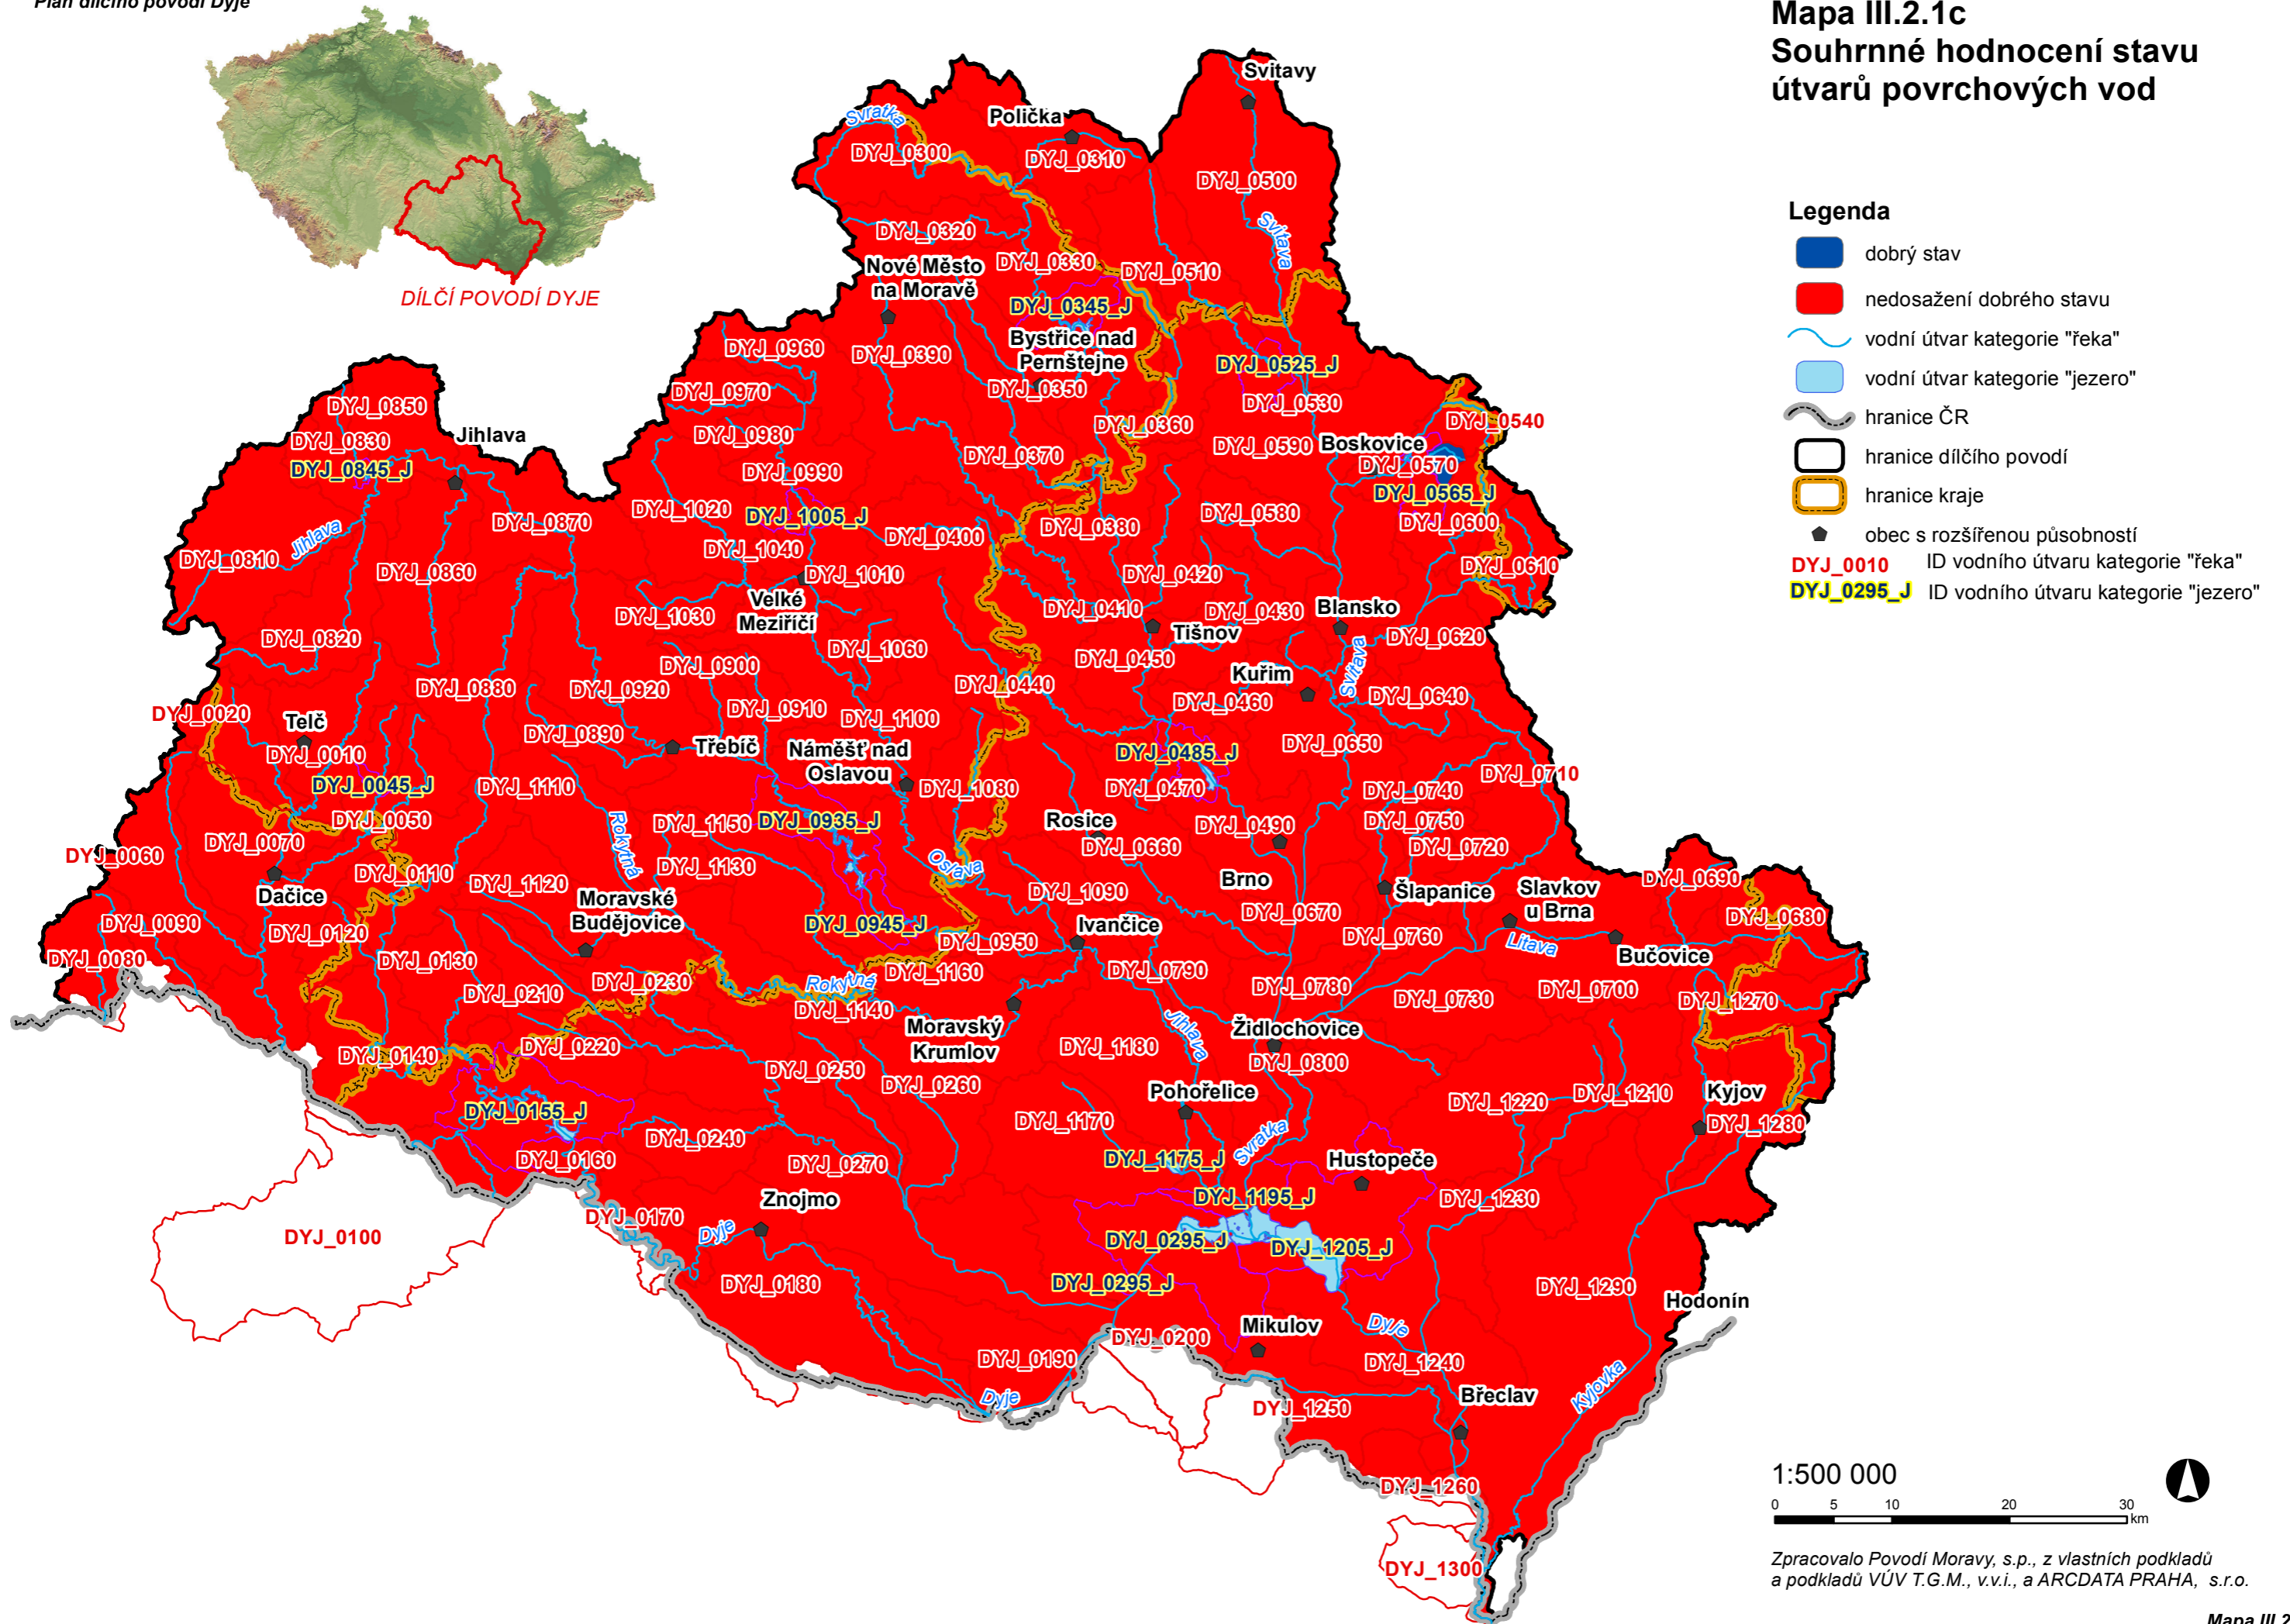 Plán dílčího povodí Dyje
Mapa III.2.1c
Souhrnné hodnocení stavu
útvarů povrchových vod
DÍLČÍ POVODÍ DYJE
Legenda
dobrý stav
nedosažení dobrého stavu
vodní útvar kategorie "řeka"
vodní útvar kategorie "jezero"
hranice ČR
hranice dílčího povodí
hranice kraje
obec s rozšířenou působností
DYJ_0010 ID vodního útvaru kategorie "řeka"
DYJ_0295_J ID vodního útvaru kategorie "jezero"
Svitavy
Svratka
Polička
DYJ_0300
DYJ_0310
DYJ_0500
Svitava
DYJ_0320
DYJ_0330
DYJ_0510
Nové Město
na Moravě
DYJ_0345_J
Bystřice nad
Pernštejne
DYJ_0960
DYJ_0390
DYJ_0525_J
DYJ_0970
DYJ_0350
DYJ_0530
DYJ_0850
DYJ_0540
DYJ_0360
DYJ_0980
DYJ_0830
Jihlava
DYJ_0590
Boskovice
DYJ_0845_J
DYJ_0990
DYJ_0370
DYJ_0570
DYJ_0565_J
DYJ_1020
DYJ_1005_J
DYJ_0580
DYJ_0870
DYJ_0380
DYJ_0600
Jihlava
DYJ_0400
DYJ_1040
DYJ_0810
DYJ_0860
DYJ_1010
DYJ_0420
DYJ_0610
Velké
Meziříčí
DYJ_1030
DYJ_0410
DYJ_0430
Blansko
DYJ_0820
Tišnov
DYJ_0620
DYJ_1060
DYJ_0900
DYJ_0450
Kuřim
Svitava
DYJ_0880
DYJ_0920
DYJ_0440
DYJ_0640
DYJ_0460
DYJ_0020
Telč
DYJ_0910
DYJ_1100
DYJ_0890
Třebíč
DYJ_0650
DYJ_0010
Náměšť nad
Oslavou
DYJ_0485_J
DYJ_0710
DYJ_0045_J
DYJ_1110
DYJ_1080
DYJ_0470
DYJ_0740
DYJ_0050
Rokytná
DYJ_1150
DYJ_0935_J
Rosice
DYJ_0490
DYJ_0750
DYJ_0070
DYJ_0660
DYJ_0720
DYJ_0060
DYJ_1130
Oslava
DYJ_0110
DYJ_1120
Brno
DYJ_0690
Dačice
Moravské
Budějovice
DYJ_1090
Šlapanice
Slavkov
u Brna
DYJ_0670
DYJ_0680
DYJ_0090
DYJ_0945_J
Ivančice
DYJ_0120
DYJ_0950
DYJ_0760
Litava
DYJ_0080
DYJ_0130
Bučovice
DYJ_0230
Rokytná
DYJ_1160
DYJ_0790
DYJ_0210
DYJ_0780
DYJ_0730
DYJ_0700
DYJ_1270
DYJ_1140
Moravský
Krumlov
Jihlava
Židlochovice
DYJ_0140
DYJ_0220
DYJ_1180
DYJ_0800
DYJ_0250
DYJ_0260
Pohořelice
DYJ_1210
Kyjov
DYJ_0155_J
DYJ_1220
DYJ_1170
DYJ_1280
DYJ_0240
Svratka
DYJ_0160
DYJ_0270
DYJ_1175_J
Hustopeče
DYJ_1195_J
DYJ_1230
Znojmo
DYJ_0170
Dyje
DYJ_0100
DYJ_0295_J
DYJ_1205_J
DYJ_0180
DYJ_0295_J
DYJ_1290
Hodonín
Mikulov
Dyje
DYJ_0200
DYJ_0190
DYJ_1240
Dyje
Břeclav
Kyjovka
DYJ_1250
DYJ_1260
DYJ_1300
1:500 000
0 5 10 20 30
km
Zpracovalo Povodí Moravy, s.p., z vlastních podkladů
a podkladů VÚV T.G.M., v.v.i., a ARCDATA PRAHA, s.r.o.
Mapa III.2